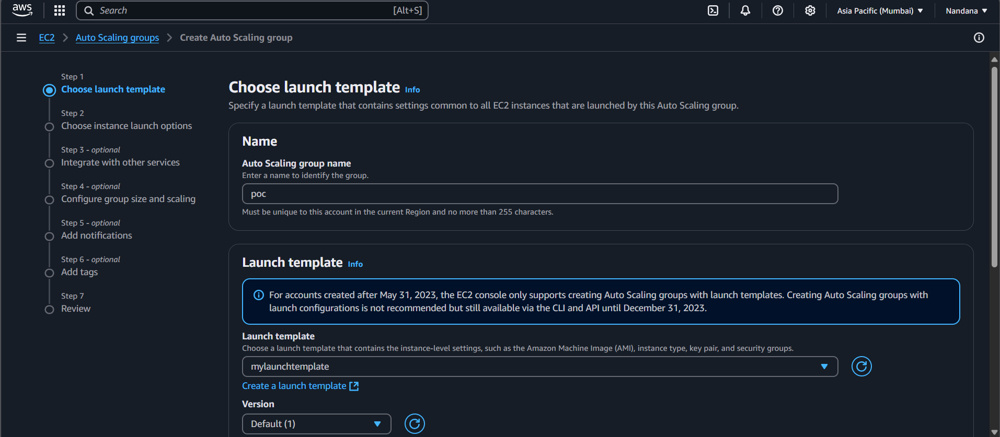 aws
Search [Alt+S]
Asia Pacific (Mumbai)
Nandana
EC2 > Auto Scaling groups > Create Auto Scaling group
Step 1
Choose launch template
Step 2
Choose instance launch options
Step 3 - optional
Integrate with other services
Step 4 - optional
Configure group size and scaling
Step 5 - optional
Add notifications
Step 6 - optional
Add tags
Step 7
Review
Choose launch template Info
Specify a launch template that contains settings common to all EC2 instances that are launched by this Auto Scaling group.
Name
Auto Scaling group name
Enter a name to identify the group.
poc
Must be unique to this account in the current Region and no more than 255 characters.
Launch template Info
For accounts created after May 31, 2023, the EC2 console only supports creating Auto Scaling groups with launch templates. Creating Auto Scaling groups with
launch configurations is not recommended but still available via the CLI and API until December 31, 2023.
Launch template
Choose a launch template that contains the instance-level settings, such as the Amazon Machine Image (AMI), instance type, key pair, and security groups.
mylaunchtemplate
Create a launch template
Version
Default (1)